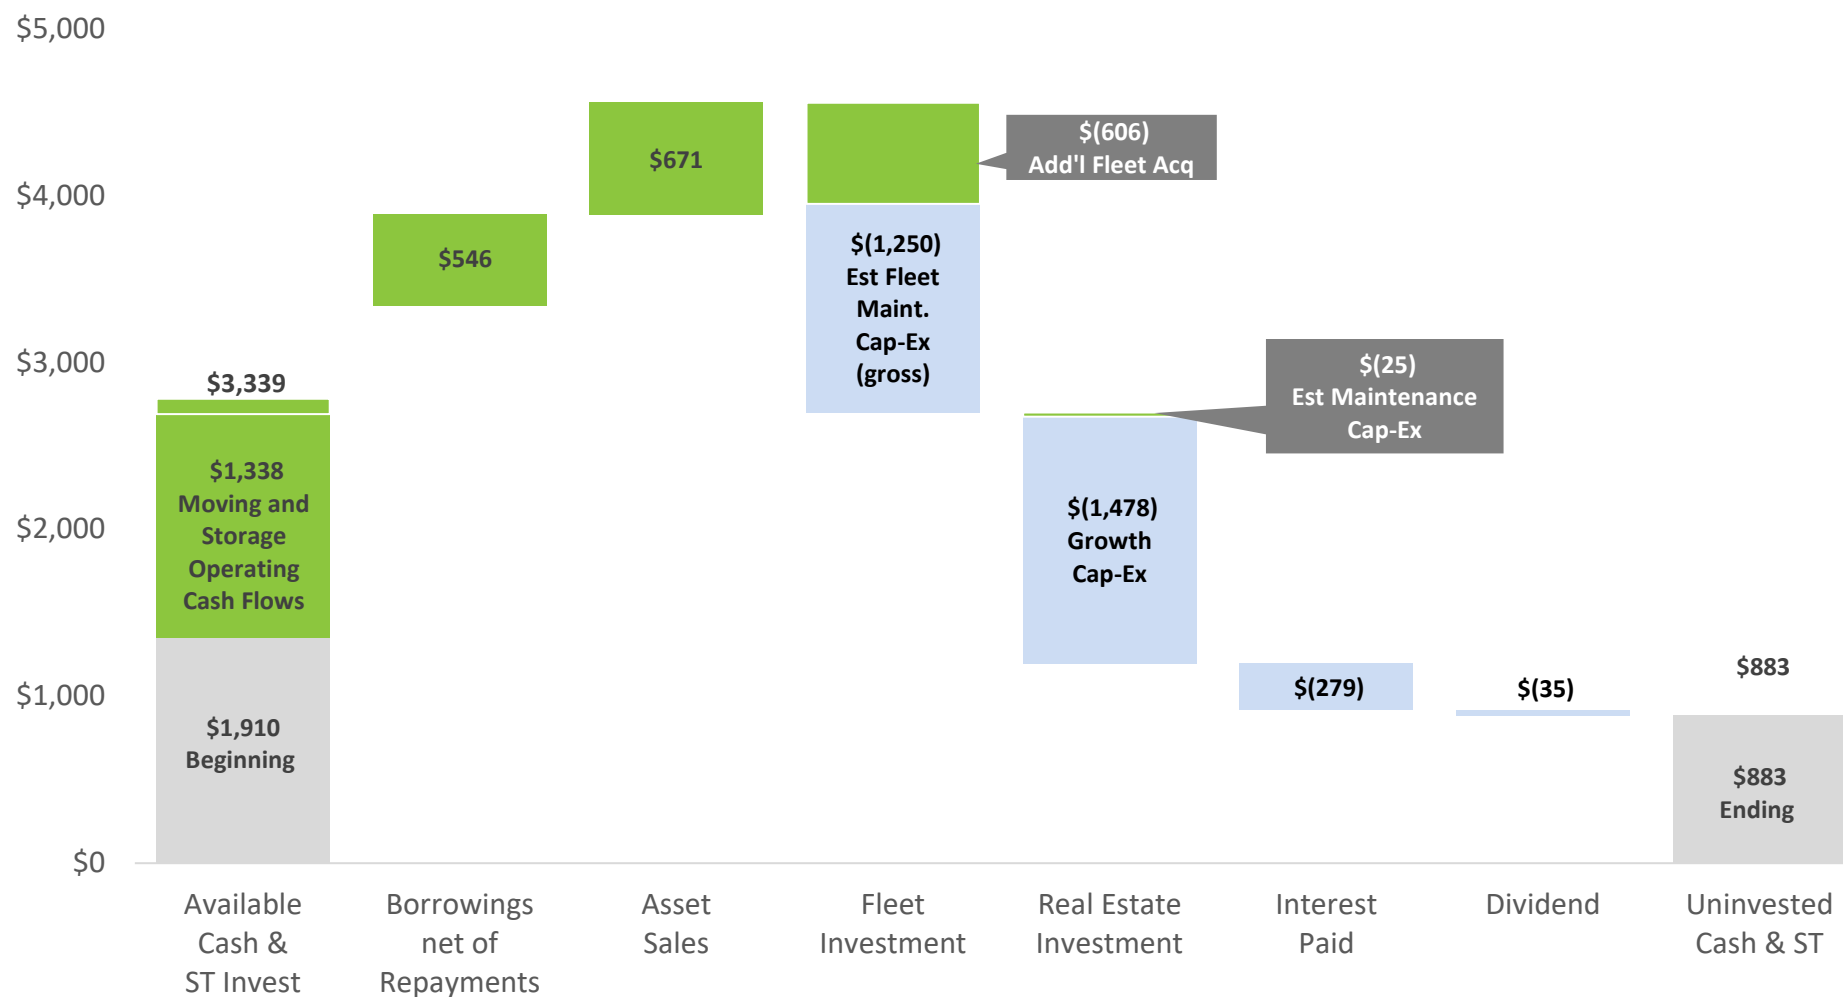 $5,000
$4,000
$3,000
$2,000
$1,000
$0
$3,339
$1,338
Moving and
Storage
Operating
Cash Flows
$1,910
Beginning
$546
$671
$(606)
Add'l Fleet Acq
$(1,250)
Est Fleet
Maint.
Cap-Ex
(gross)
$(25)
Est Maintenance
Cap-Ex
$(1,478)
Growth
Cap-Ex
$(279)
$(35)
$883
$883
Ending
Available
Cash &
ST Invest
Borrowings
net of
Repayments
Asset
Sales
Fleet
Investment
Real Estate
Investment
Interest
Paid
Dividend
Uninvested
Cash & ST